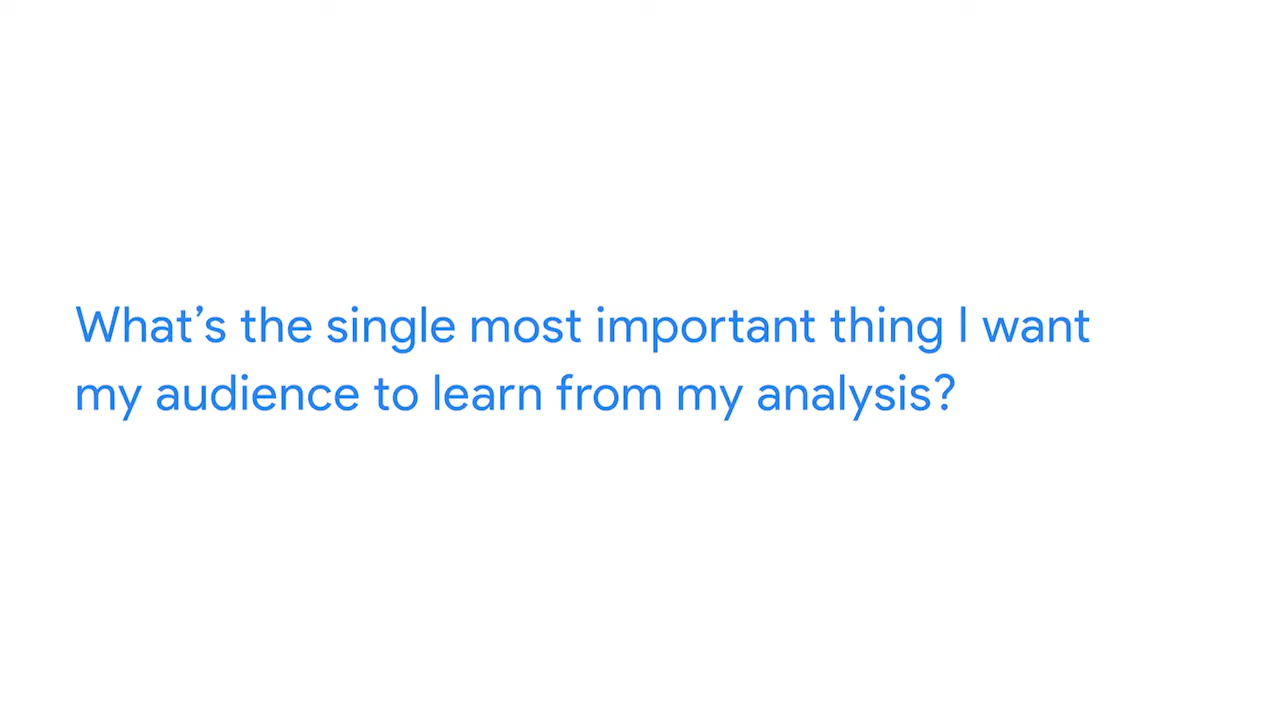 What’s the single most important thing I want
my audience to learn from my analysis?